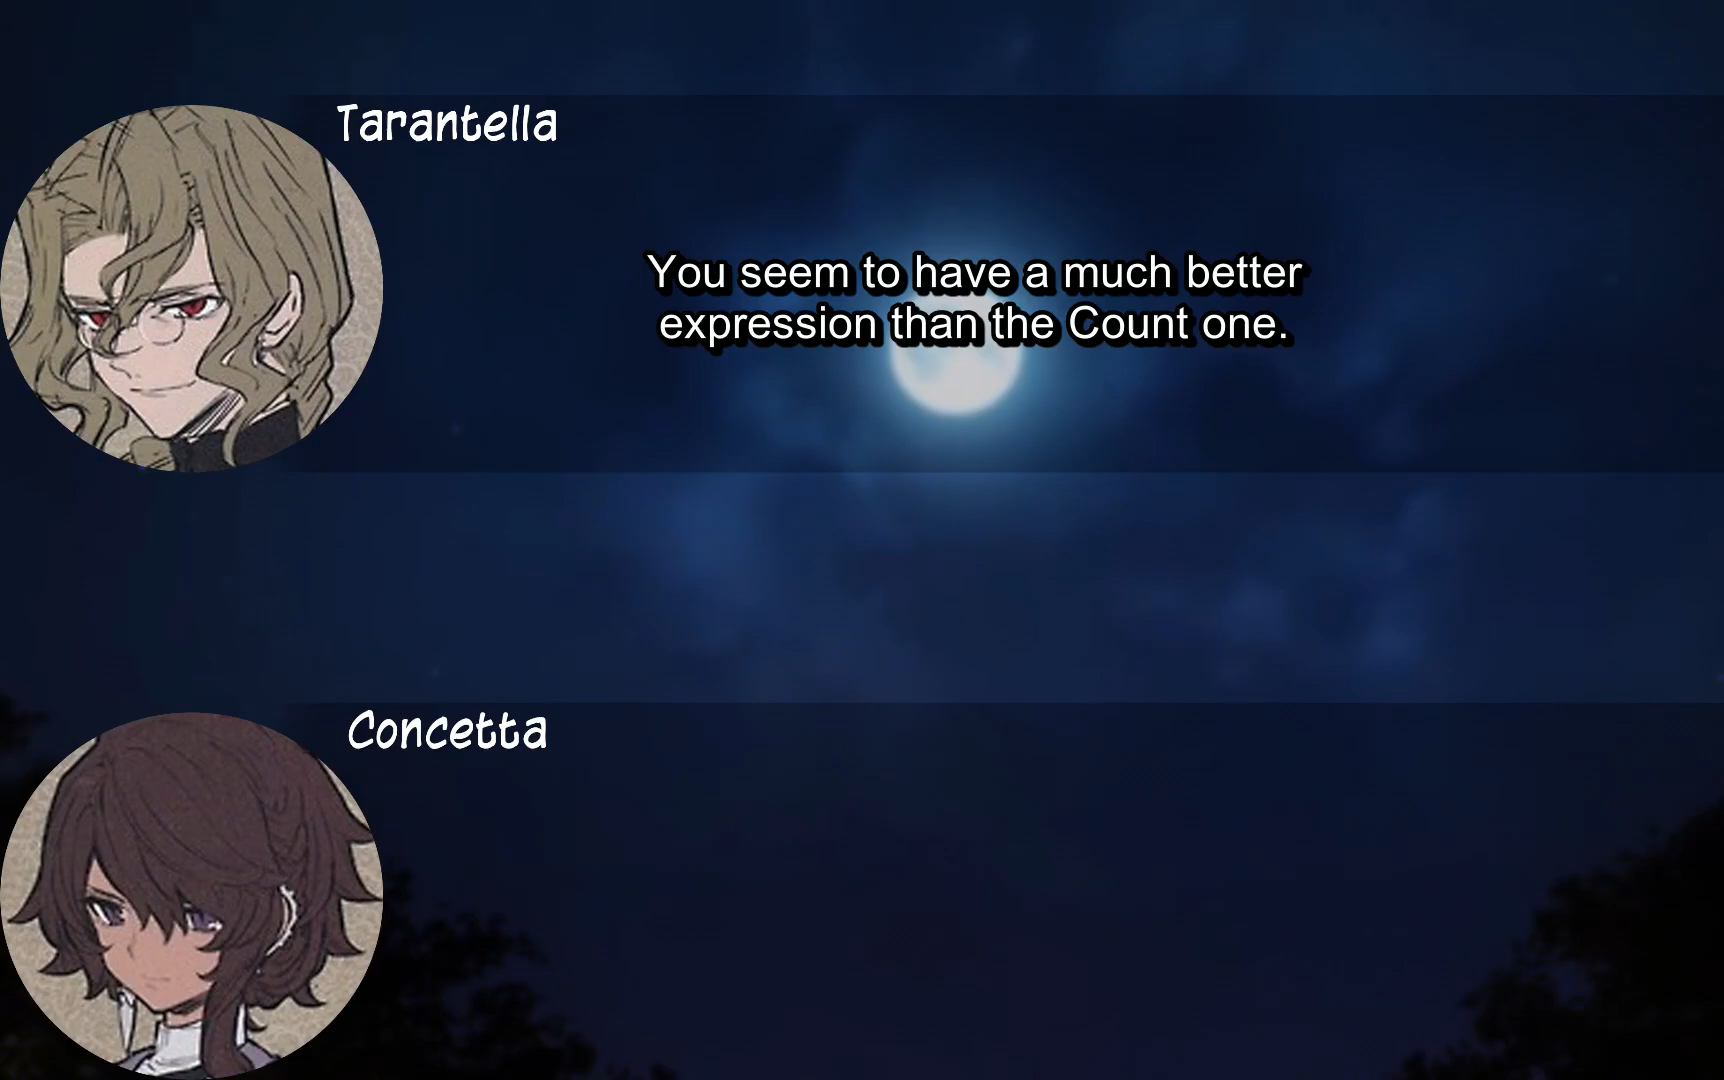 Tarantella
You seem to have a much better
expression than the Count one.
Concetta